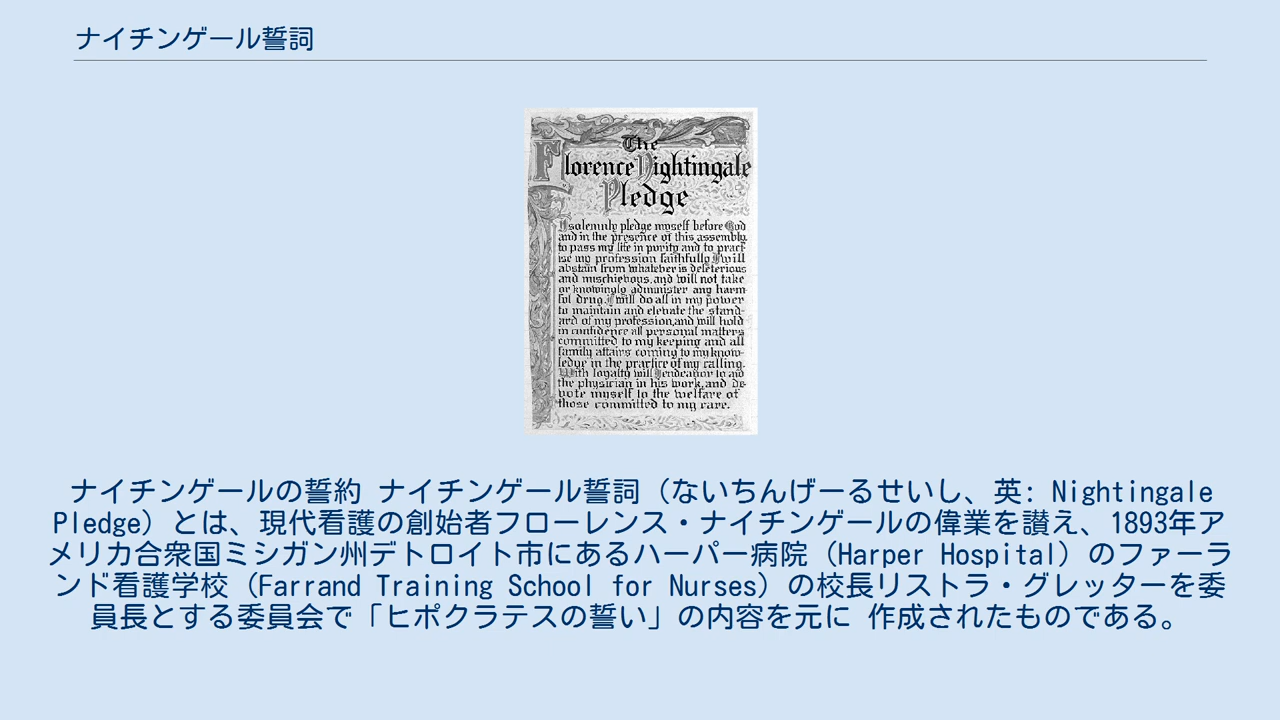 ナイチンゲール誓詞
The
Florence Nightingale
Pledge
I solemnly pledge myself before God
and in the presence of this assembly,
to pass my life in purity and to pract-
ise my profession faithfully. I will
abstain from whatever is deleterious
and mischievous, and will not take
or knowingly administer any harm-
ful drug. I will do all in my power
to maintain and elevate the stand-
ard of my profession, and will hold
in confidence all personal matters
committed to my keeping and all
family affairs coming to my know-
ledge in the practice of my calling.
With loyalty will I endeavor to aid
the physician in his work, and de-
vote myself to the welfare of
those committed to my care.
ナイチンゲールの誓約 ナイチンゲール誓詞（ないちんげーるせいし、英: Nightingale
Pledge）とは、現代看護の創始者フローレンス・ナイチンゲールの偉業を讃え、1893年ア
メリカ合衆国ミシガン州デトロイト市にあるハーパー病院（Harper Hospital）のファーラ
ンド看護学校（Farrand Training School for Nurses）の校長リストラ・グレッターを委
員長とする委員会で「ヒポクラテスの誓い」の内容を元に 作成されたものである。